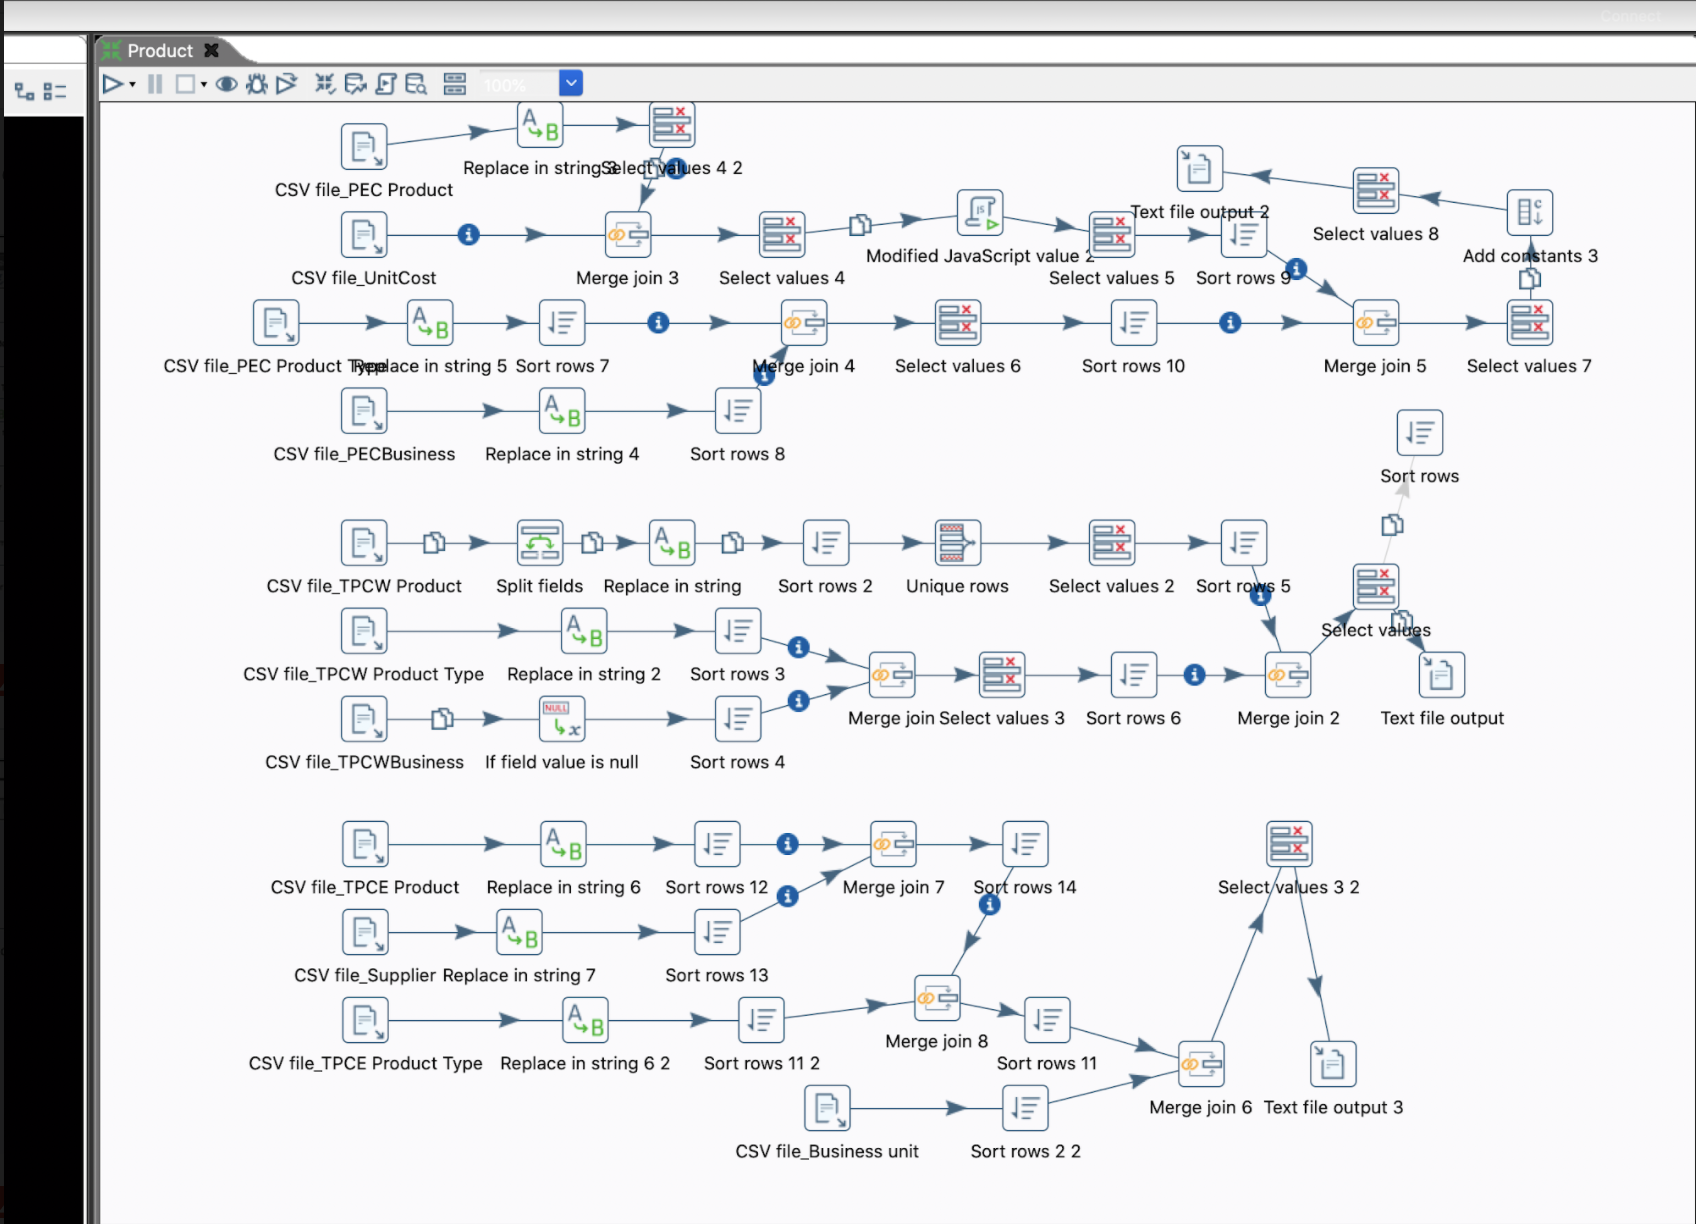 Connect
Product
100%
Replace in string 3
Select values 4 2
CSV file_PEC Product
Text file output 2
Select values 8
Modified JavaScript value 2
Add constants 3
CSV file_UnitCost
Merge join 3
Select values 4
Select values 5
Sort rows 9
CSV file_PEC Product Type
Replace in string 5
Sort rows 7
Merge join 4
Select values 6
Sort rows 10
Merge join 5
Select values 7
CSV file_PECBusiness
Replace in string 4
Sort rows 8
Sort rows
CSV file_TPCW Product
Split fields
Replace in string
Sort rows 2
Unique rows
Select values 2
Sort rows 5
Select values
CSV file_TPCW Product Type
Replace in string 2
Sort rows 3
Merge join
Select values 3
Sort rows 6
Merge join 2
Text file output
CSV file_TPCWBusiness
If field value is null
Sort rows 4
CSV file_TPCE Product
Replace in string 6
Sort rows 12
Merge join 7
Sort rows 14
Select values 3 2
CSV file_Supplier
Replace in string 7
Sort rows 13
CSV file_TPCE Product Type
Replace in string 6 2
Sort rows 11 2
Merge join 8
Sort rows 11
Merge join 6
Text file output 3
CSV file_Business unit
Sort rows 2 2